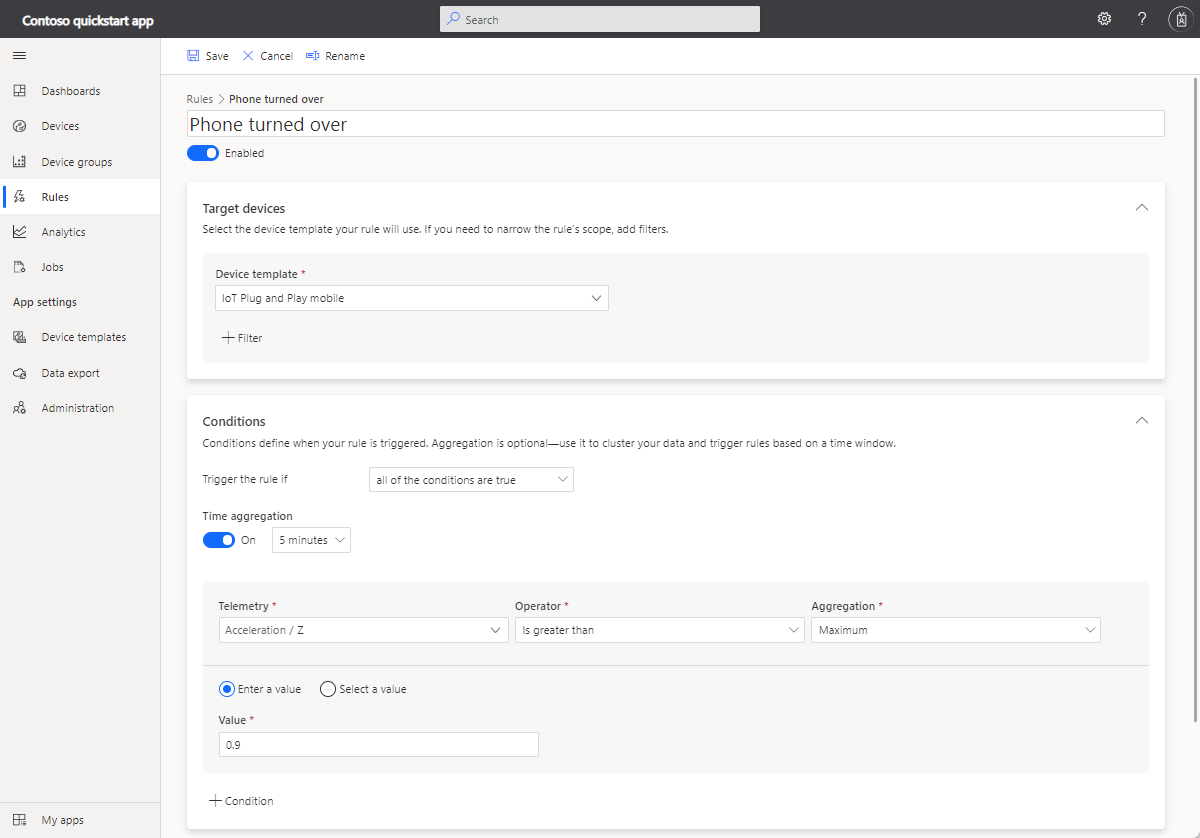 Contoso quickstart app
Search
?
Save Cancel Rename
Dashboards
Devices
Device groups
Rules
Analytics
Jobs
App settings
Device templates
Data export
Administration
My apps
Rules > Phone turned over
Phone turned over
Enabled
Target devices
Select the device template your rule will use. If you need to narrow the rule's scope, add filters.
Device template *
IoT Plug and Play mobile
+ Filter
Conditions
Conditions define when your rule is triggered. Aggregation is optional—use it to cluster your data and trigger rules based on a time window.
Trigger the rule if all of the conditions are true
Time aggregation
On 5 minutes
Telemetry * Operator * Aggregation *
Acceleration / Z Is greater than Maximum
Enter a value Select a value
Value *
0.9
+ Condition